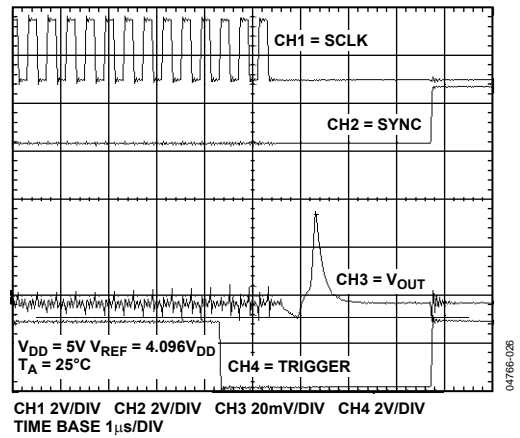 CH1 = SCLK
CH2 = SYNC
CH3 = VOUT
VDD = 5V VREF = 4.096VDD
TA = 25°C
CH4 = TRIGGER
CH1 2V/DIV CH2 2V/DIV CH3 20mV/DIV CH4 2V/DIV
TIME BASE 1μs/DIV
04766-026